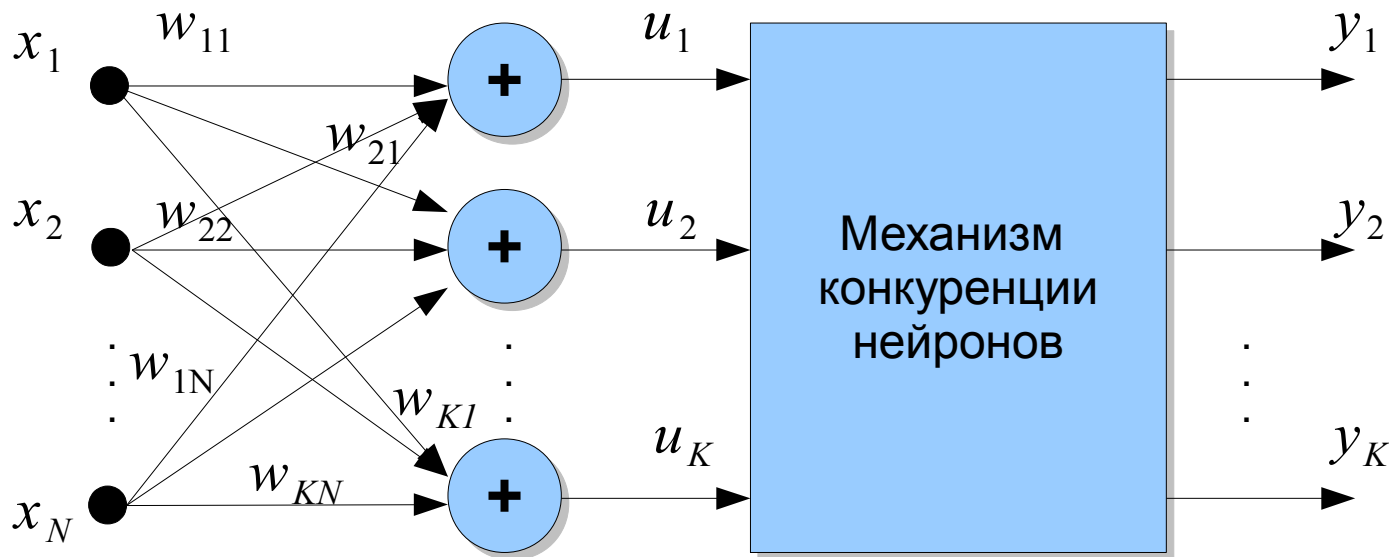 x₁ w₁₁ + u₁ y₁
w₂₁
x₂ w₂₂ + u₂ y₂
Механизм
конкуренции
нейронов
w₁N
wK1
xN wKN + uK yK